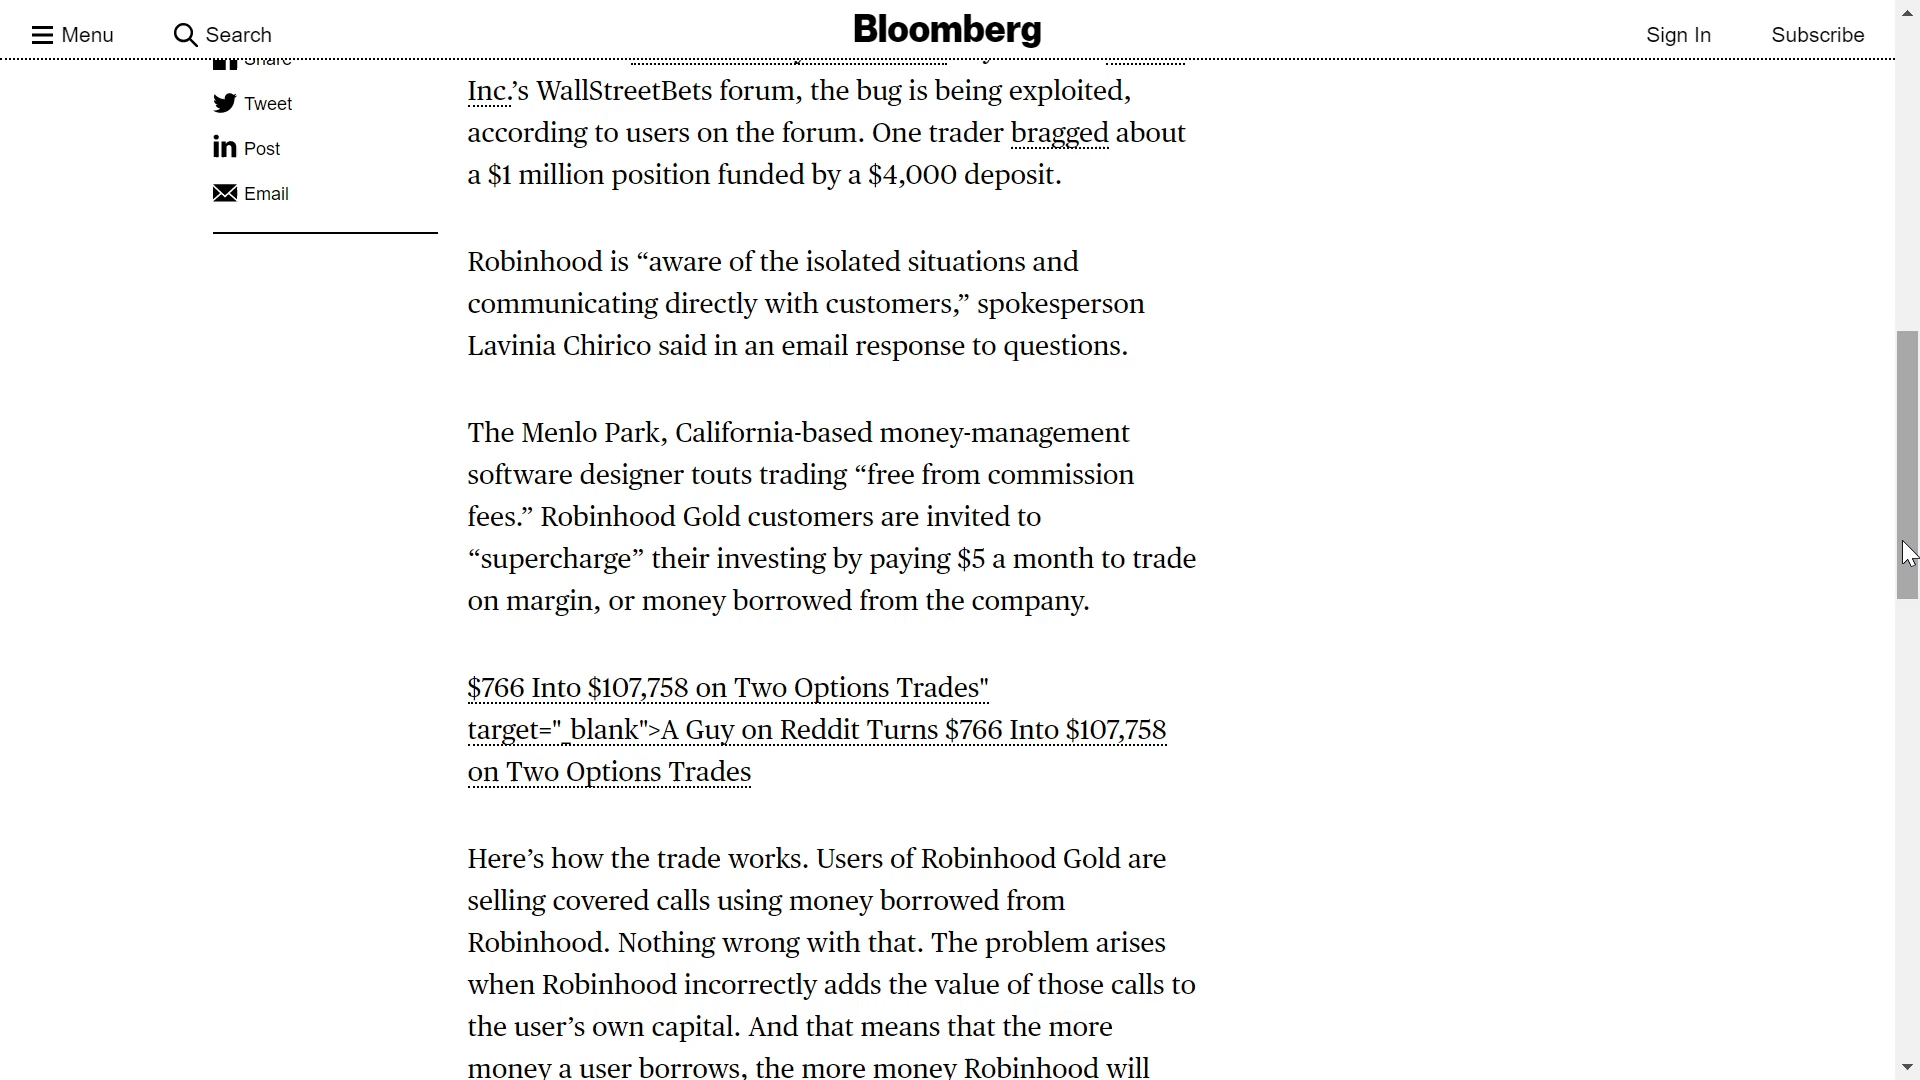 Menu
Search
Bloomberg
Sign In
Subscribe
Share
Tweet
Post
Email
Inc.’s WallStreetBets forum, the bug is being exploited,
according to users on the forum. One trader bragged about
a $1 million position funded by a $4,000 deposit.
Robinhood is “aware of the isolated situations and
communicating directly with customers,” spokesperson
Lavinia Chirico said in an email response to questions.
The Menlo Park, California-based money-management
software designer touts trading “free from commission
fees.” Robinhood Gold customers are invited to
“supercharge” their investing by paying $5 a month to trade
on margin, or money borrowed from the company.
$766 Into $107,758 on Two Options Trades"
target="_blank">A Guy on Reddit Turns $766 Into $107,758
on Two Options Trades
Here’s how the trade works. Users of Robinhood Gold are
selling covered calls using money borrowed from
Robinhood. Nothing wrong with that. The problem arises
when Robinhood incorrectly adds the value of those calls to
the user’s own capital. And that means that the more
money a user borrows, the more money Robinhood will